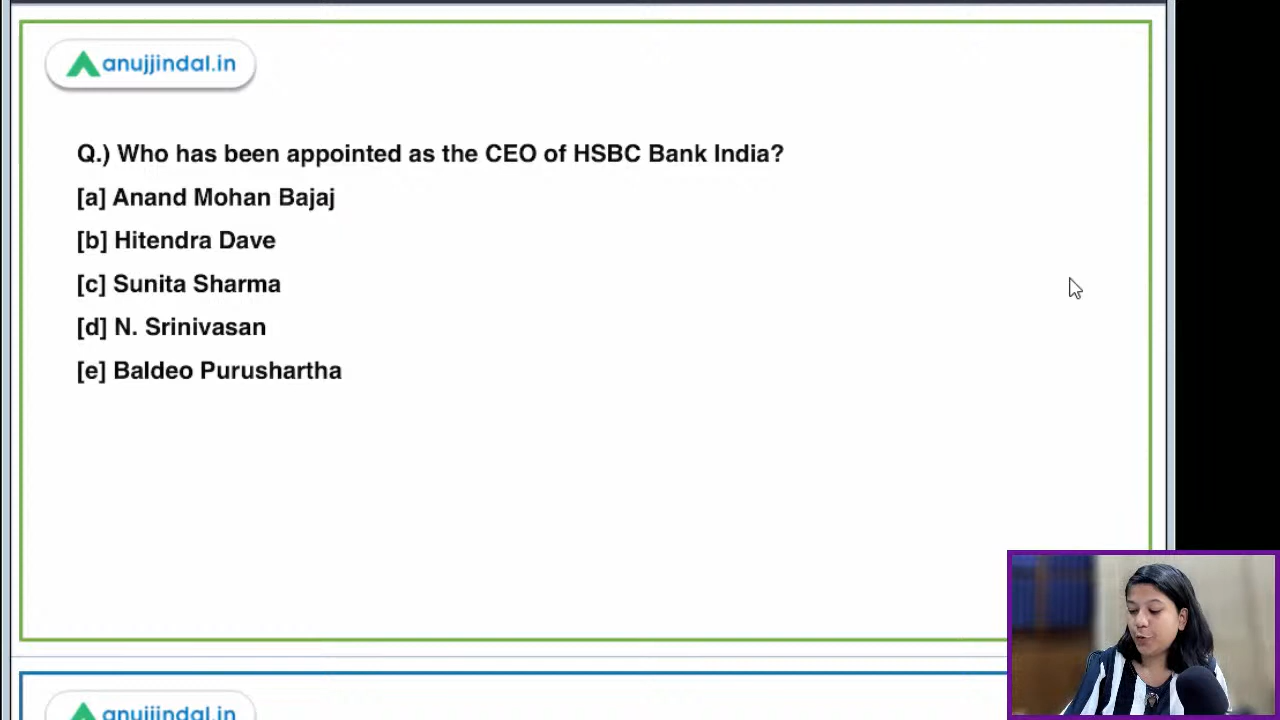 anujjindal.in
Q.) Who has been appointed as the CEO of HSBC Bank India?
[a] Anand Mohan Bajaj
[b] Hitendra Dave
[c] Sunita Sharma
[d] N. Srinivasan
[e] Baldeo Purushartha
anujjindal.in